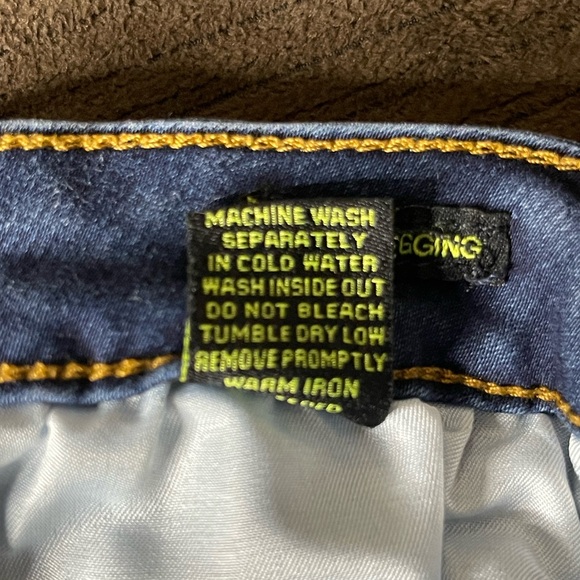 MACHINE WASH
SEPARATELY
IN COLD WATER
WASH INSIDE OUT
DO NOT BLEACH
TUMBLE DRY LOW
REMOVE PROMPTLY
WARM IRON
GGING